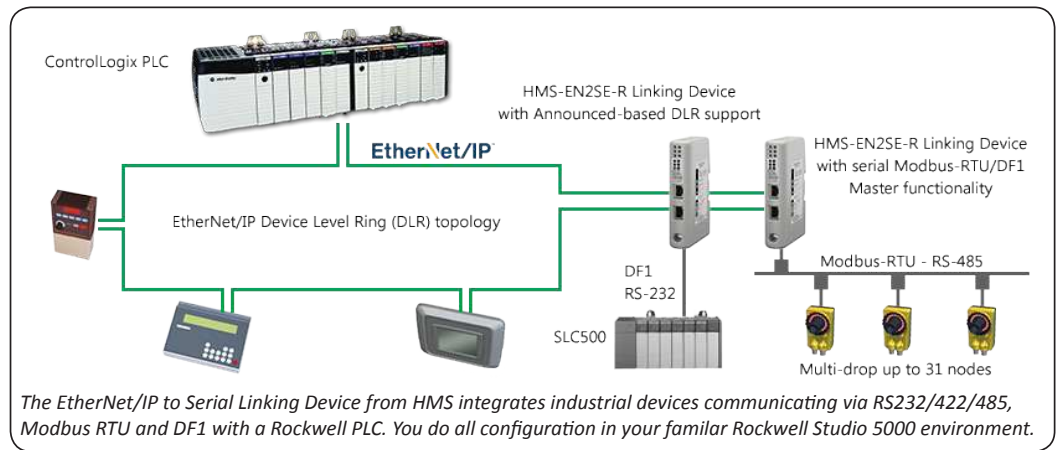 ControlLogix PLC
HMS-EN2SE-R Linking Device
with Announced-based DLR support
EtherNet/IP
HMS-EN2SE-R Linking Device
with serial Modbus-RTU/DF1
Master functionality
EtherNet/IP Device Level Ring (DLR) topology
DF1
RS-232
Modbus-RTU - RS-485
SLC500
Multi-drop up to 31 nodes
The EtherNet/IP to Serial Linking Device from HMS integrates industrial devices communicating via RS232/422/485,
Modbus RTU and DF1 with a Rockwell PLC. You do all configuration in your familar Rockwell Studio 5000 environment.